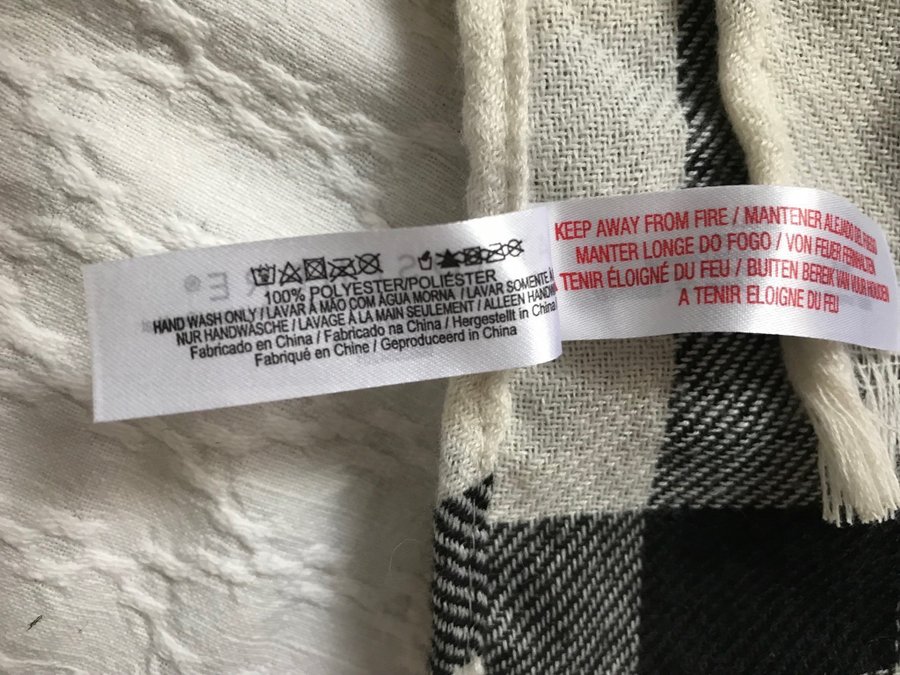 100% POLYESTER/POLIÉSTER
HAND WASH ONLY / LAVAR À MÃO COM ÁGUA MORNA / LAVAR SOMENTE À
NUR HANDWÄSCHE / LAVAGE À LA MAIN SEULEMENT / ALLEEN
Fabricado en China / Fabricado na China / Hergestellt in China
Fabriqué en Chine / Geproduceerd in China
KEEP AWAY FROM FIRE / MANTENER ALEJADO DEL FUEGO
MANTER LONGE DO FOGO / VON FEUER FERNHALTEN
TENIR ÉLOIGNÉ DU FEU / BUITEN BEREIK VAN VUUR HOUDEN
A TENIR ELOIGNE DU FEU